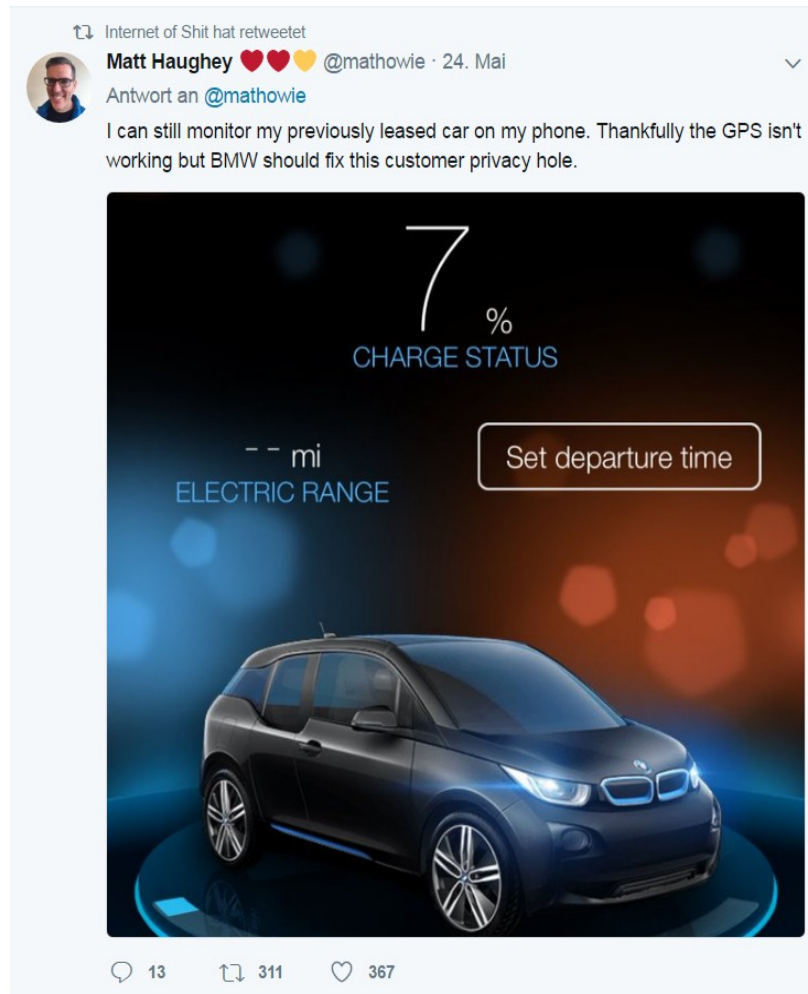 Internet of Shit hat retweetet
Matt Haughey @mathowie · 24. Mai
Antwort an @mathowie
I can still monitor my previously leased car on my phone. Thankfully the GPS isn't
working but BMW should fix this customer privacy hole.
7 %
CHARGE STATUS
-- mi
ELECTRIC RANGE
Set departure time
13 311 367